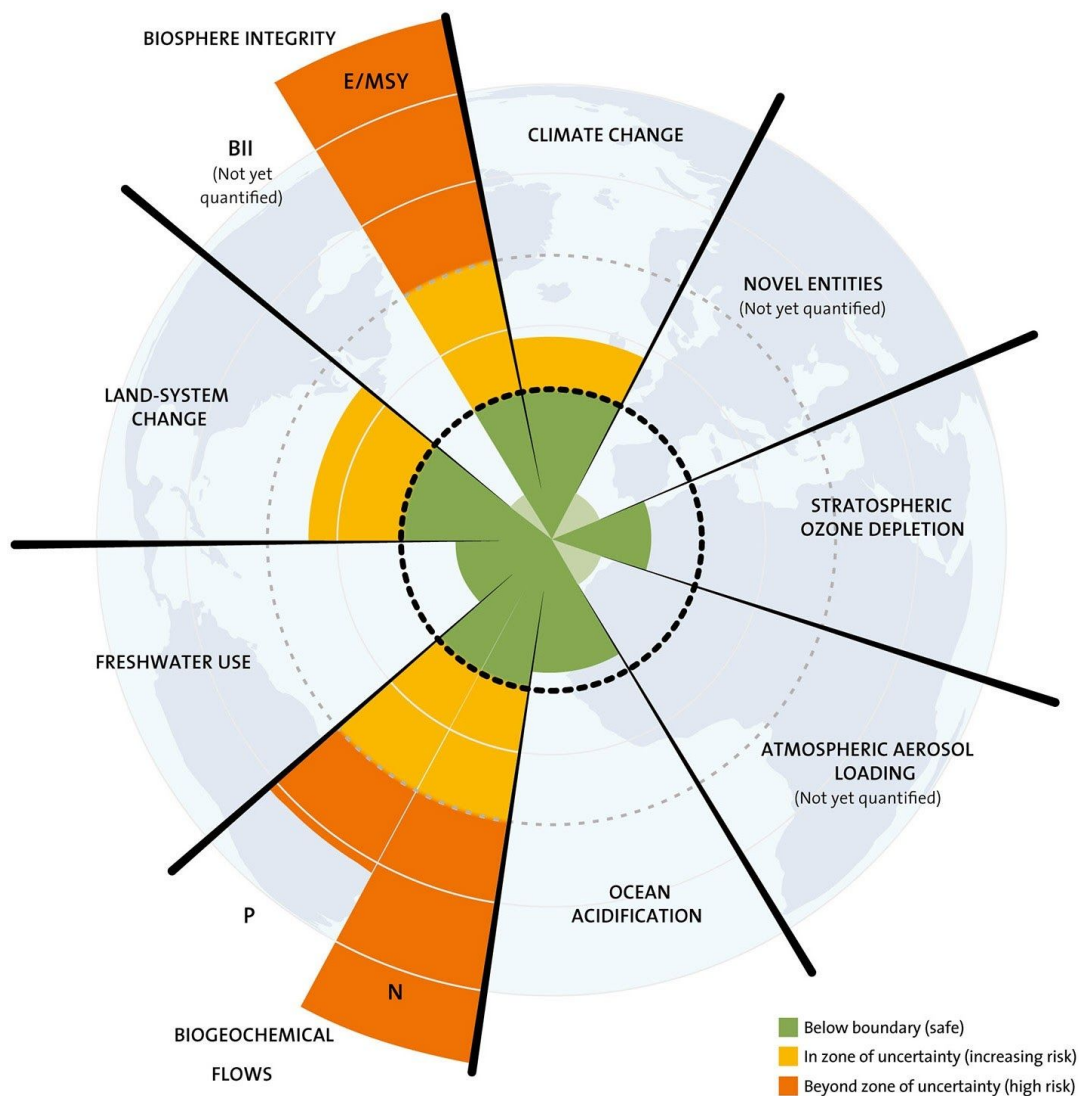 BIOSPHERE INTEGRITY
E/MSY
BII
(Not yet
quantified)
CLIMATE CHANGE
NOVEL ENTITIES
(Not yet quantified)
LAND-SYSTEM
CHANGE
STRATOSPHERIC
OZONE DEPLETION
FRESHWATER USE
ATMOSPHERIC AEROSOL
LOADING
(Not yet quantified)
OCEAN
ACIDIFICATION
P
N
BIOGEOCHEMICAL
FLOWS
Below boundary (safe)
In zone of uncertainty (increasing risk)
Beyond zone of uncertainty (high risk)